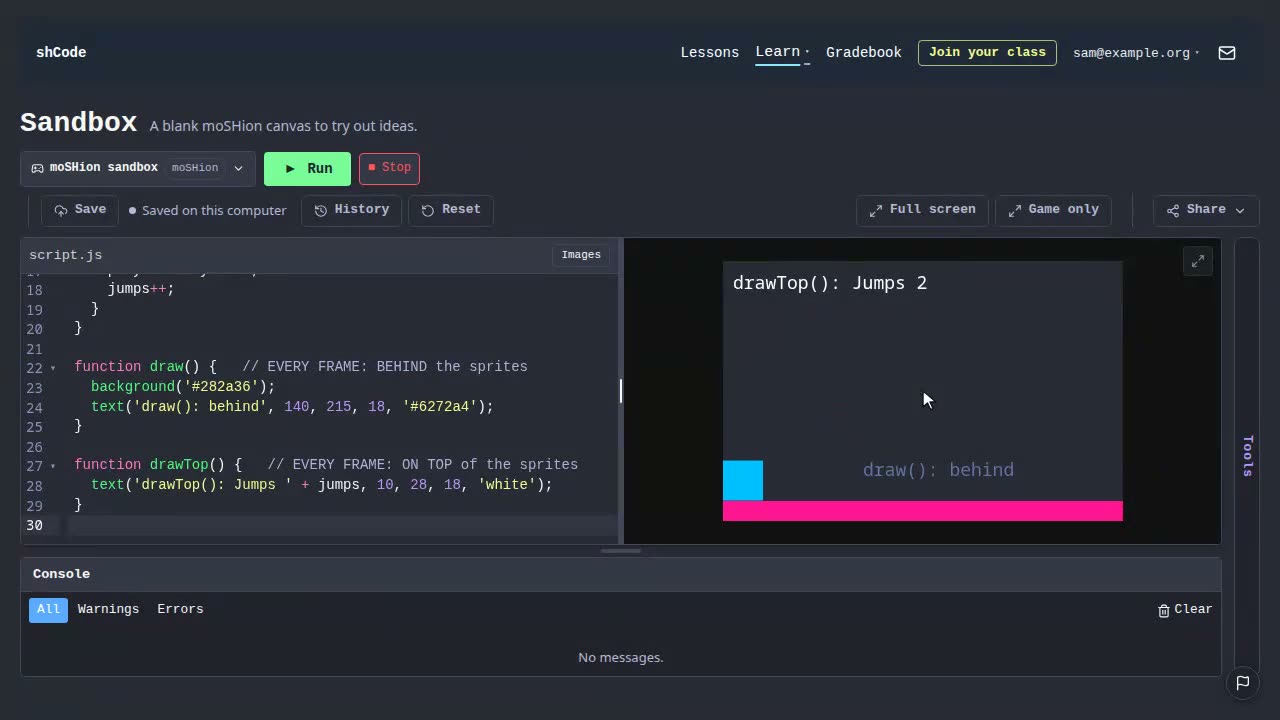 shCode
Lessons
Learn
Gradebook
Join your class
sam@example.org
Sandbox
A blank moSHion canvas to try out ideas.
moSHion sandbox
moSHion
Run
Stop
Save
Saved on this computer
History
Reset
Full screen
Game only
Share
script.js
Images
18 jumps++;
19 }
20 }
21
22 function draw() { // EVERY FRAME: BEHIND the sprites
23 background('#282a36');
24 text('draw(): behind', 140, 215, 18, '#6272a4');
25 }
26
27 function drawTop() { // EVERY FRAME: ON TOP of the sprites
28 text('drawTop(): Jumps ' + jumps, 10, 28, 18, 'white');
29 }
30
drawTop(): Jumps 2
draw(): behind
Tools
Console
All
Warnings
Errors
Clear
No messages.